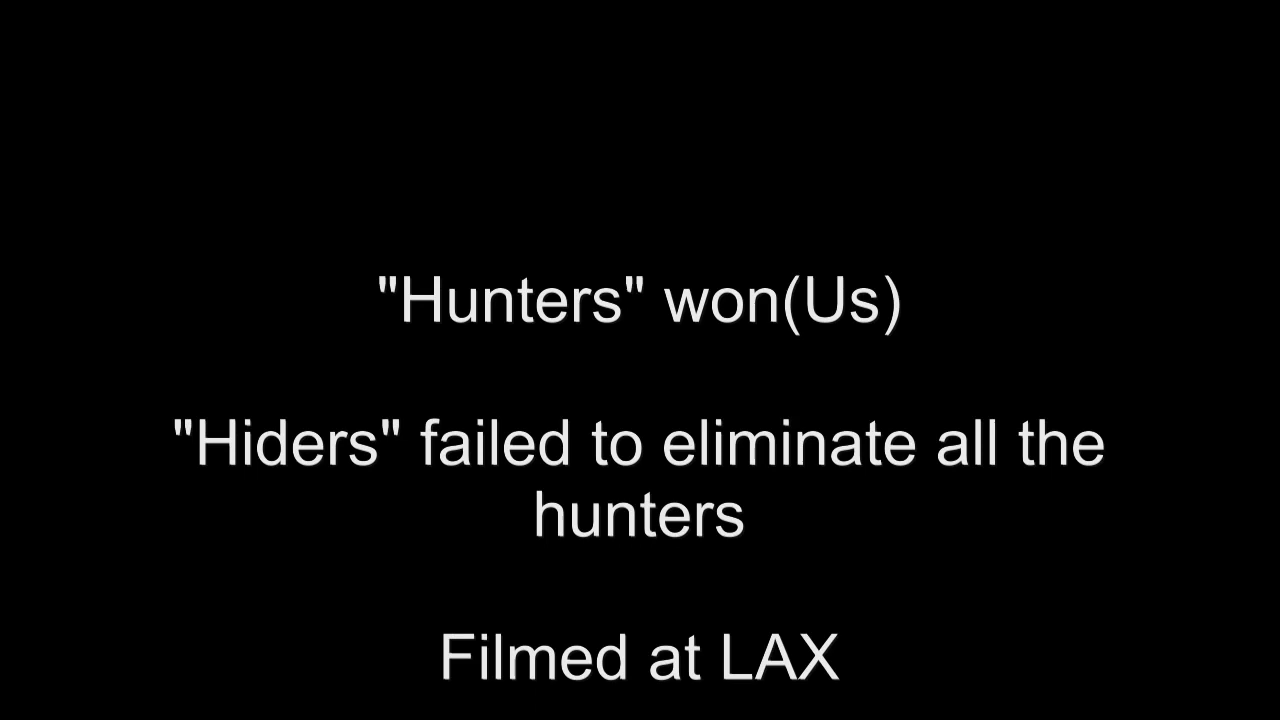 "Hunters" won(Us)
"Hiders" failed to eliminate all the
hunters
Filmed at LAX